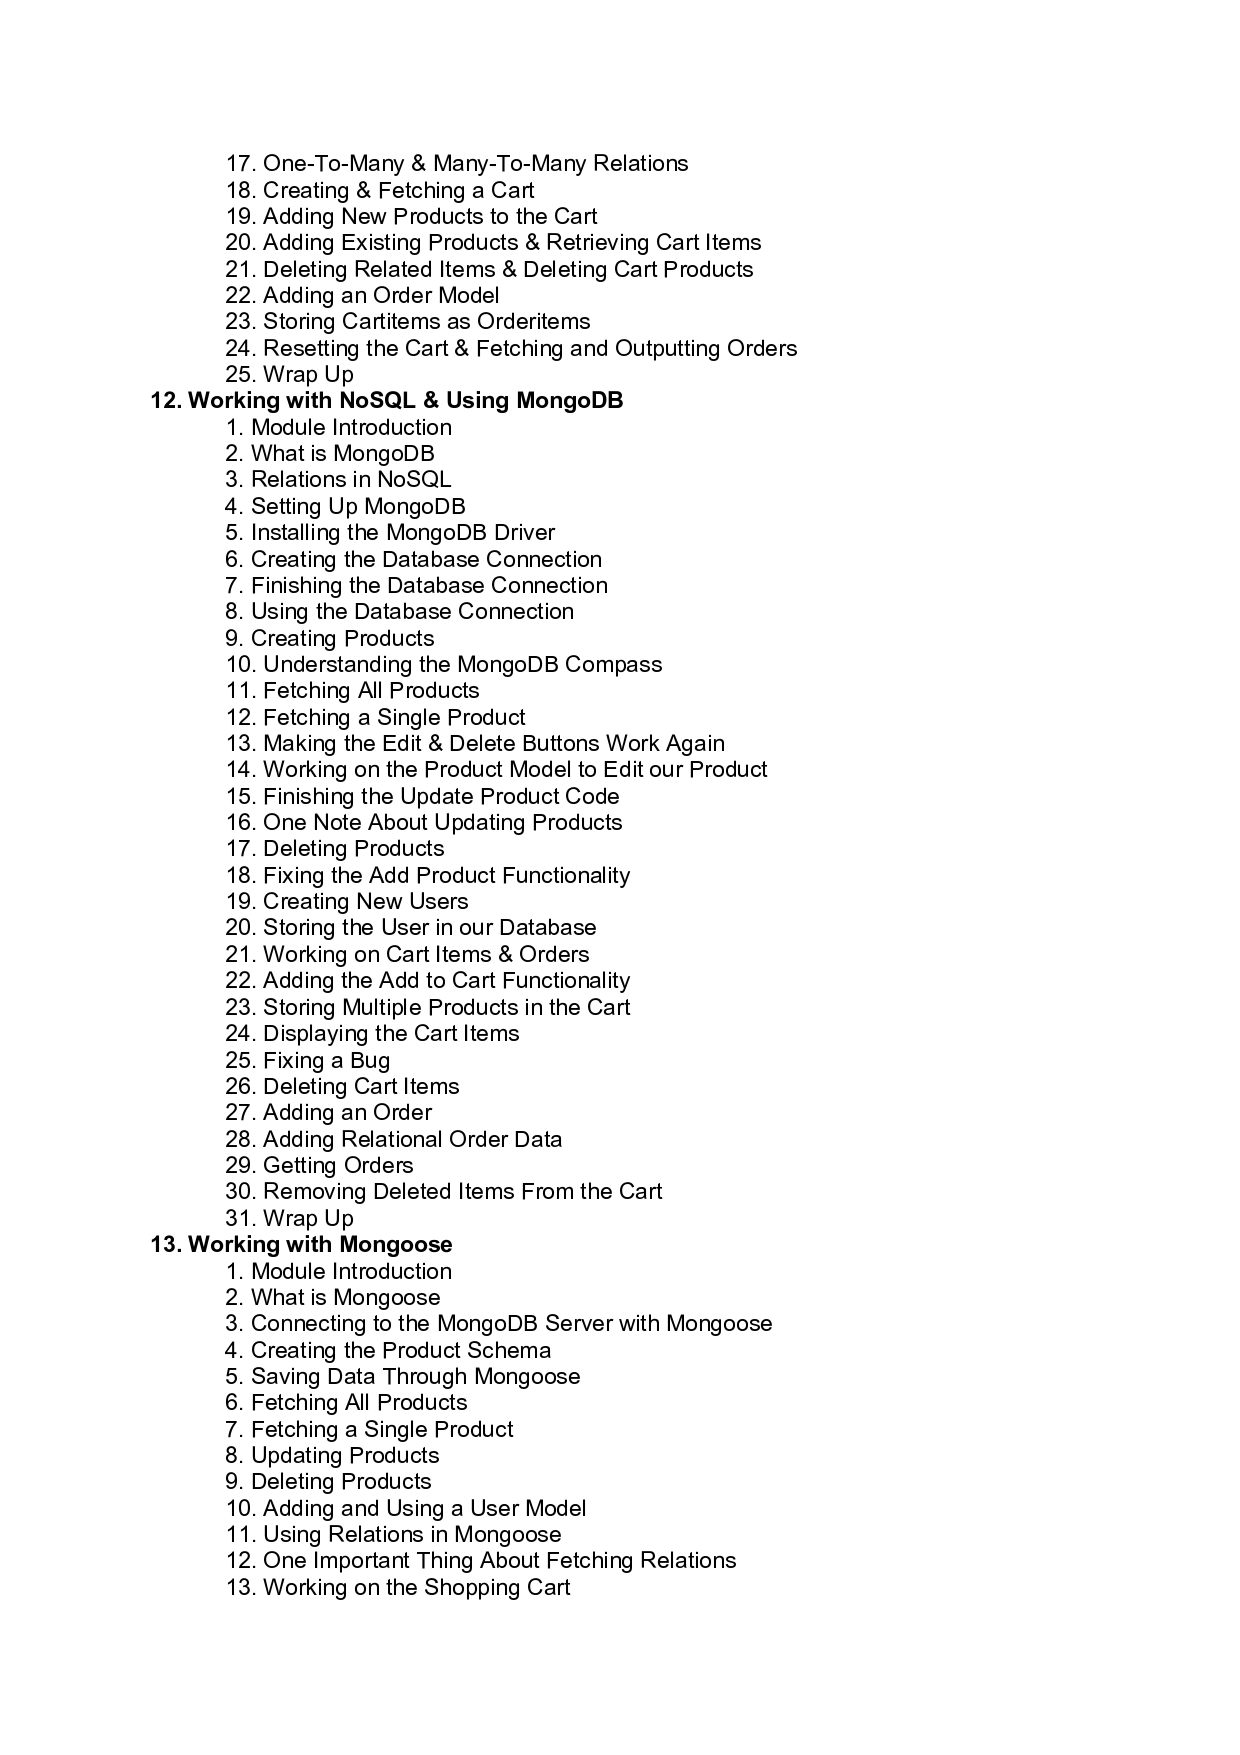 17. One-To-Many & Many-To-Many Relations
18. Creating & Fetching a Cart
19. Adding New Products to the Cart
20. Adding Existing Products & Retrieving Cart Items
21. Deleting Related Items & Deleting Cart Products
22. Adding an Order Model
23. Storing Cartitems as Orderitems
24. Resetting the Cart & Fetching and Outputting Orders
25. Wrap Up
12. Working with NoSQL & Using MongoDB
1. Module Introduction
2. What is MongoDB
3. Relations in NoSQL
4. Setting Up MongoDB
5. Installing the MongoDB Driver
6. Creating the Database Connection
7. Finishing the Database Connection
8. Using the Database Connection
9. Creating Products
10. Understanding the MongoDB Compass
11. Fetching All Products
12. Fetching a Single Product
13. Making the Edit & Delete Buttons Work Again
14. Working on the Product Model to Edit our Product
15. Finishing the Update Product Code
16. One Note About Updating Products
17. Deleting Products
18. Fixing the Add Product Functionality
19. Creating New Users
20. Storing the User in our Database
21. Working on Cart Items & Orders
22. Adding the Add to Cart Functionality
23. Storing Multiple Products in the Cart
24. Displaying the Cart Items
25. Fixing a Bug
26. Deleting Cart Items
27. Adding an Order
28. Adding Relational Order Data
29. Getting Orders
30. Removing Deleted Items From the Cart
31. Wrap Up
13. Working with Mongoose
1. Module Introduction
2. What is Mongoose
3. Connecting to the MongoDB Server with Mongoose
4. Creating the Product Schema
5. Saving Data Through Mongoose
6. Fetching All Products
7. Fetching a Single Product
8. Updating Products
9. Deleting Products
10. Adding and Using a User Model
11. Using Relations in Mongoose
12. One Important Thing About Fetching Relations
13. Working on the Shopping Cart